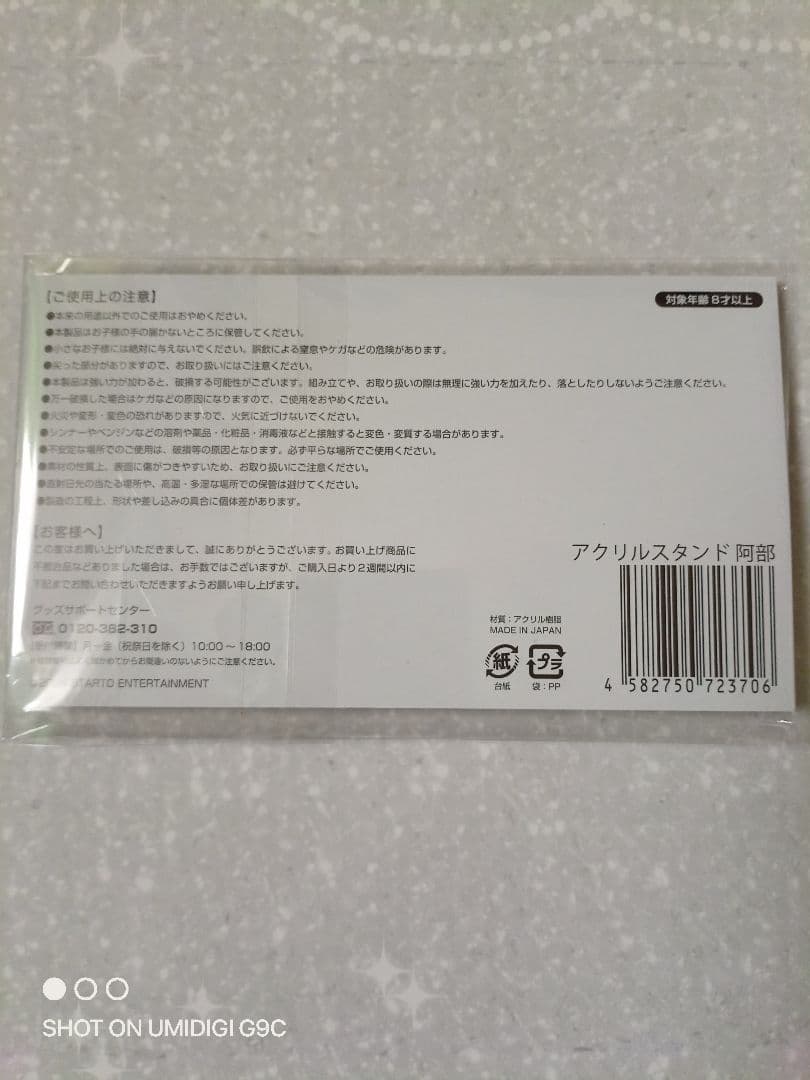 【ご使用上の注意】
対象年齢8才以上
●本来の用途以外でのご使用はおやめください。
●本製品はお子様の手の届かないところに保管してください。
●小さなお子様には絶対に与えないでください。誤飲による窒息やケガなどの危険があります。
●尖った部分がありますので、お取り扱いにはご注意ください。
●本製品は強い力が加わると、破損する可能性がございます。組み立てや、お取り扱いの際は無理に強い力を加えたり、落としたりしないようご注意ください。
●万一破損した場合はケガなどの原因になりますので、ご使用をおやめください。
●火災や変形・変色の恐れがありますので、火気に近づけないでください。
●シンナーやベンジンなどの溶剤や薬品・化粧品・消毒液などと接触すると変色・変質する場合があります。
●不安定な場所でのご使用は、破損等の原因となります。必ず平らな場所でご使用ください。
●素材の性質上、表面に傷がつきやすいため、お取り扱いにご注意ください。
●直射日光の当たる場所や、高温・多湿な場所での保管は避けてください。
●製造の工程上、形状や差し込みの具合に個体差があります。
【お客様へ】
この度はお買い上げいただきまして、誠にありがとうございます。お買い上げ商品に
不都合品などありました場合は、お手数ではございますが、ご購入日より2週間以内に
下記までお問い合わせいただきますようお願い申し上げます。
アクリルスタンド 阿部
グッズサポートセンター
0120-382-310
【受付時間】月〜金（祝祭日を除く）10:00〜18:00
かめてからお間違いのないようにご注意ください。
STARTO ENTERTAINMENT
材質：アクリル樹脂
MADE IN JAPAN
紙 プラ
台紙 袋：PP
4 582750 723706
SHOT ON UMIDIGI G9C